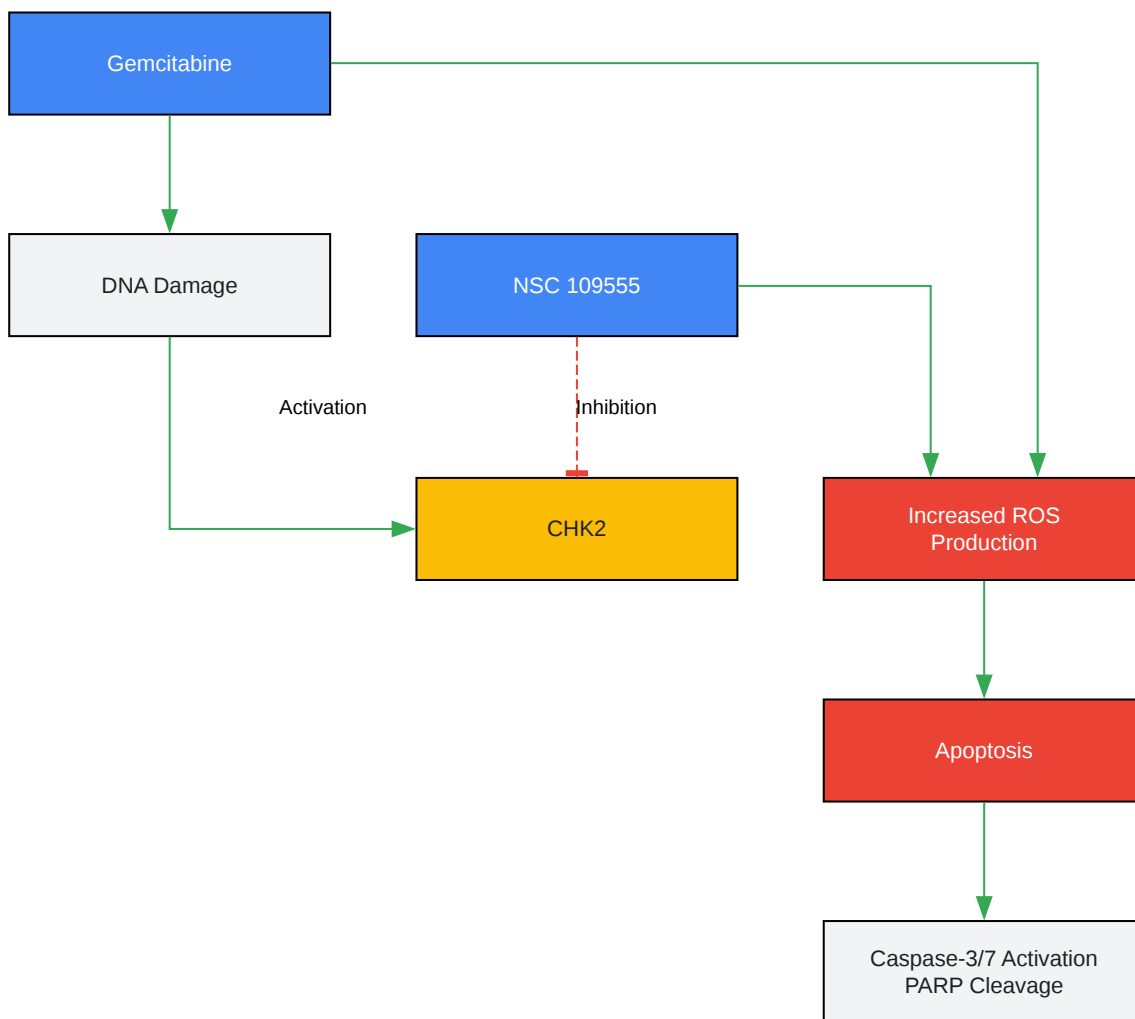 Gemcitabine
DNA Damage
NSC 109555
Activation
Inhibition
CHK2
Increased ROS
Production
Apoptosis
Caspase-3/7 Activation
PARP Cleavage